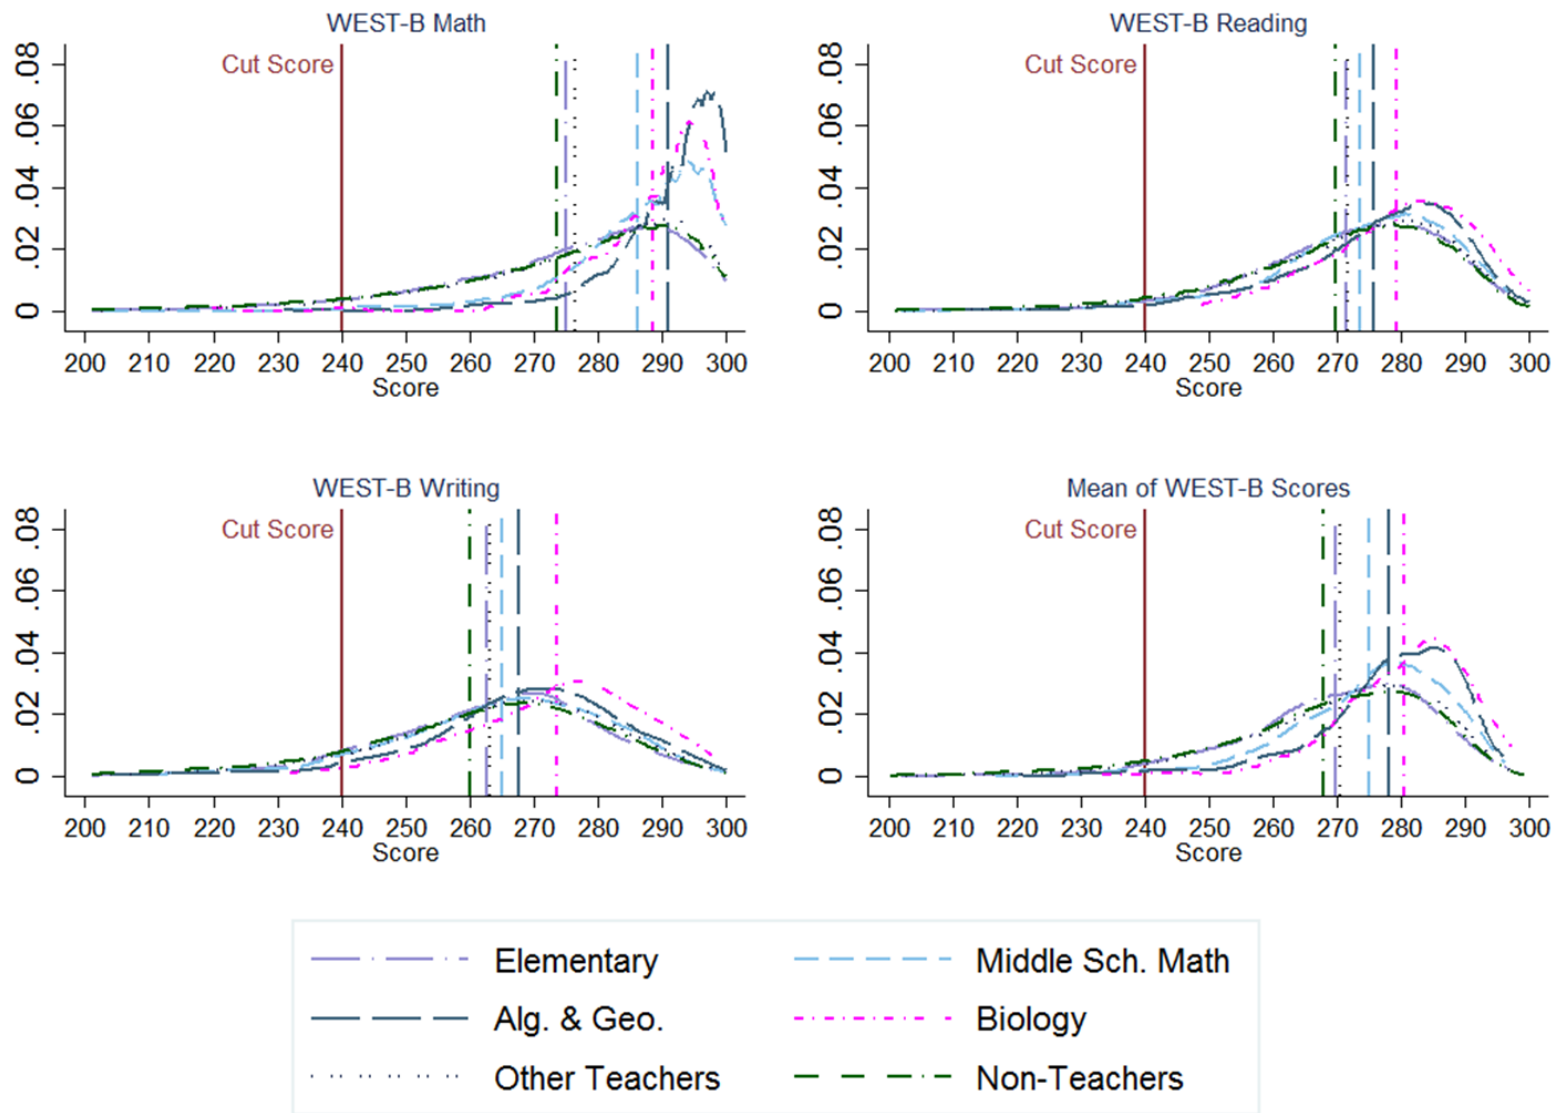 WEST-B Math
Cut Score
0 .02 .04 .06 .08
200 210 220 230 240 250 260 270 280 290 300
Score
WEST-B Reading
Cut Score
0 .02 .04 .06 .08
200 210 220 230 240 250 260 270 280 290 300
Score
WEST-B Writing
Cut Score
0 .02 .04 .06 .08
200 210 220 230 240 250 260 270 280 290 300
Score
Mean of WEST-B Scores
Cut Score
0 .02 .04 .06 .08
200 210 220 230 240 250 260 270 280 290 300
Score
Elementary
Middle Sch. Math
Alg. & Geo.
Biology
Other Teachers
Non-Teachers